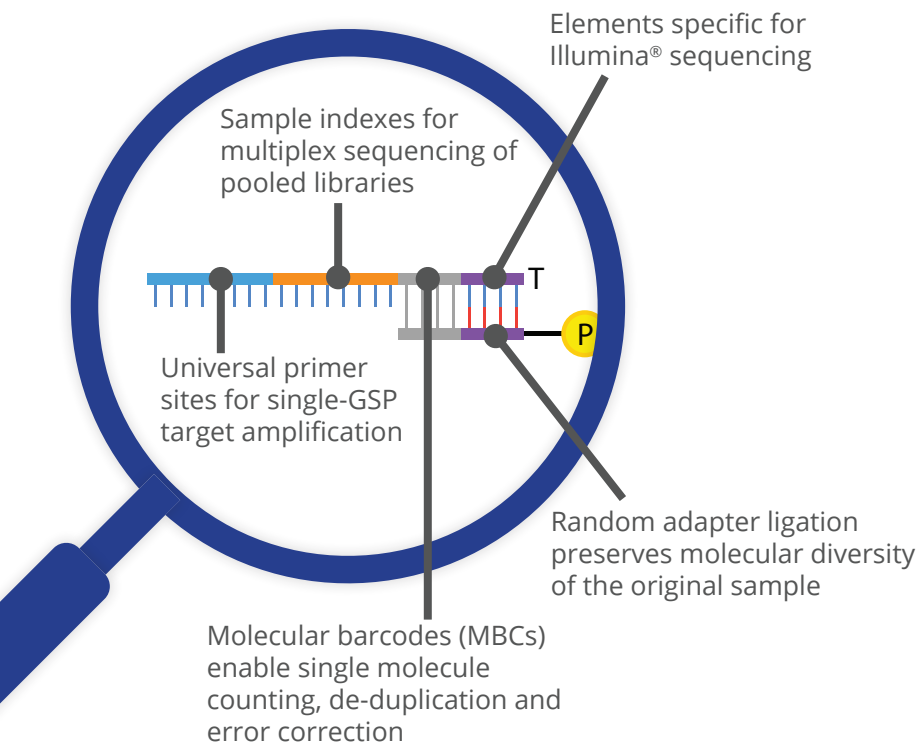 Elements specific for
Illumina® sequencing
Sample indexes for
multiplex sequencing of
pooled libraries
T
P
Universal primer
sites for single-GSP
target amplification
Random adapter ligation
preserves molecular diversity
of the original sample
Molecular barcodes (MBCs)
enable single molecule
counting, de-duplication and
error correction